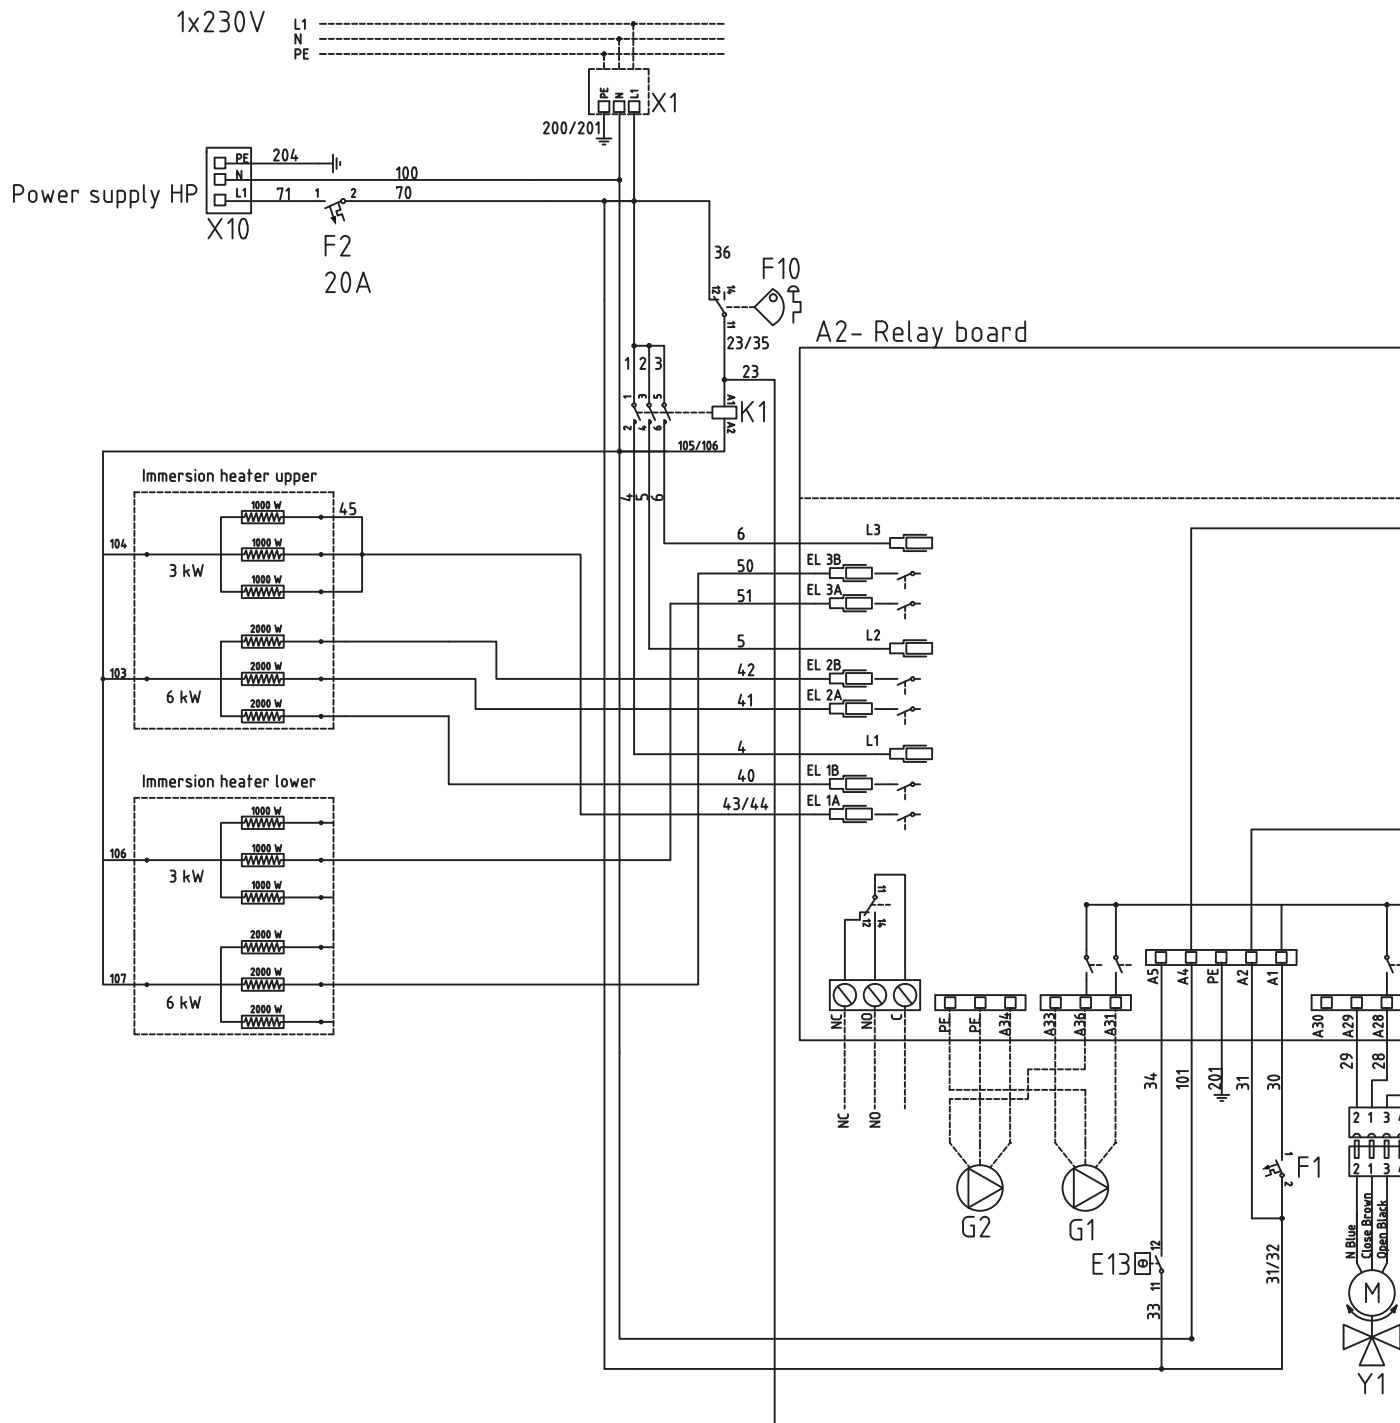 1x230V
L1
N
PE
PE
N
L1
X1
200/201
PE
204
N
100
Power supply HP
L1
71
1
2
70
X10
F2
20A
36
F10
12
14
11
A2- Relay board
23/35
1
2
3
23
1
3
5
A1
K1
2
4
6
A2
105/106
Immersion heater upper
4
5
6
1000 W
45
104
1000 W
3 kW
1000 W
2000 W
103
2000 W
6 kW
2000 W
6
L3
50
EL 3B
51
EL 3A
5
L2
42
EL 2B
41
EL 2A
4
L1
40
EL 1B
43/44
EL 1A
Immersion heater lower
1000 W
106
1000 W
3 kW
1000 W
2000 W
107
2000 W
6 kW
2000 W
11
12
14
NC
NO
C
PE
PE
A34
A33
A36
A31
A5
A4
PE
A2
A1
A30
A29
A28
34
101
201
31
30
29
28
NC
NO
2
1
3
4
2
1
3
4
1
F1
2
G2
G1
N Blue
Close Brown
Open Black
E13
12
11
33
31/32
M
Y1